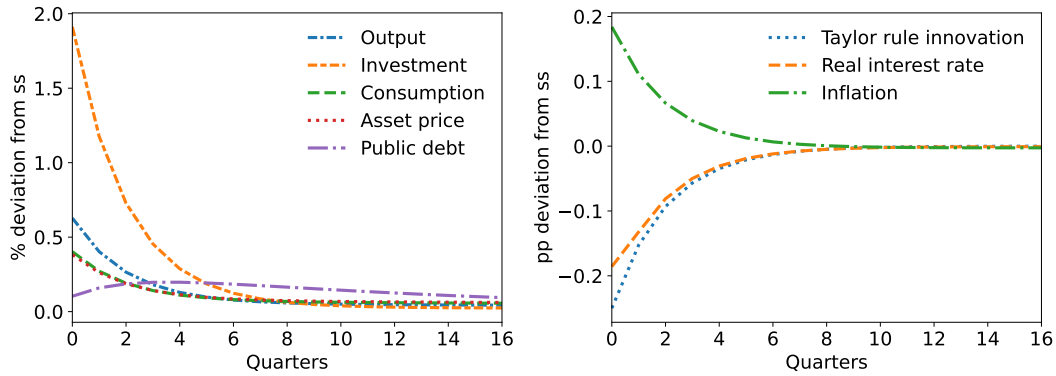 % deviation from ss
2.0
1.5
1.0
0.5
0.0
Output
Investment
Consumption
Asset price
Public debt
0 2 4 6 8 10 12 14 16
Quarters
pp deviation from ss
0.2
0.1
0.0
−0.1
−0.2
Taylor rule innovation
Real interest rate
Inflation
0 2 4 6 8 10 12 14 16
Quarters